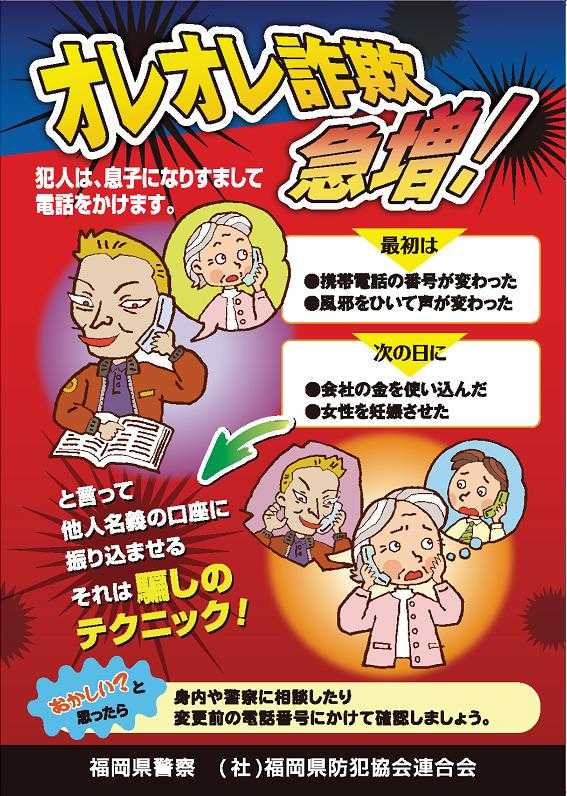 オレオレ詐欺
急増!
犯人は、息子になりすまして
電話をかけます。
最初は
●携帯電話の番号が変わった
●風邪をひいて声が変わった
次の日に
●会社の金を使い込んだ
●女性を妊娠させた
と言って
他人名義の口座に
振り込ませる
それは騙しの
テクニック!
おかしい?と
思ったら
身内や警察に相談したり
変更前の電話番号にかけて確認しましょう。
福岡県警察 (社)福岡県防犯協会連合会